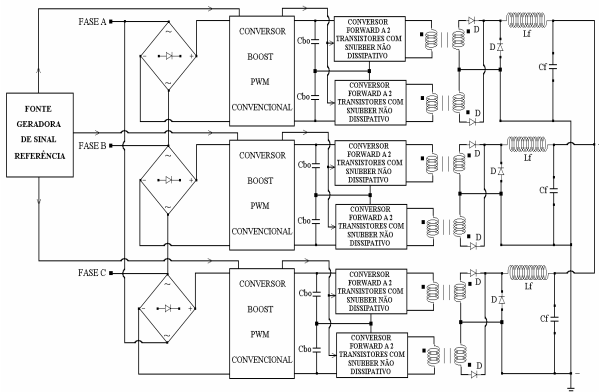 FASE A
CONVERSOR
BOOST
PWM
CONVENCIONAL
Cbo
Cbo
CONVERSOR
FORWARD A 2
TRANSISTORES COM
SNUBBER NÃO
DISSIPATIVO
CONVERSOR
FORWARD A 2
TRANSISTORES COM
SNUBBER NÃO
DISSIPATIVO
D
D
D
Lf
Cf
FONTE
GERADORA
DE SINAL
REFERÊNCIA
FASE B
CONVERSOR
BOOST
PWM
CONVENCIONAL
Cbo
Cbo
CONVERSOR
FORWARD A 2
TRANSISTORES COM
SNUBBER NÃO
DISSIPATIVO
CONVERSOR
FORWARD A 2
TRANSISTORES COM
SNUBBER NÃO
DISSIPATIVO
D
D
D
Lf
Cf
FASE C
CONVERSOR
BOOST
PWM
CONVENCIONAL
Cbo
Cbo
CONVERSOR
FORWARD A 2
TRANSISTORES COM
SNUBBER NÃO
DISSIPATIVO
CONVERSOR
FORWARD A 2
TRANSISTORES COM
SNUBBER NÃO
DISSIPATIVO
D
D
D
Lf
Cf